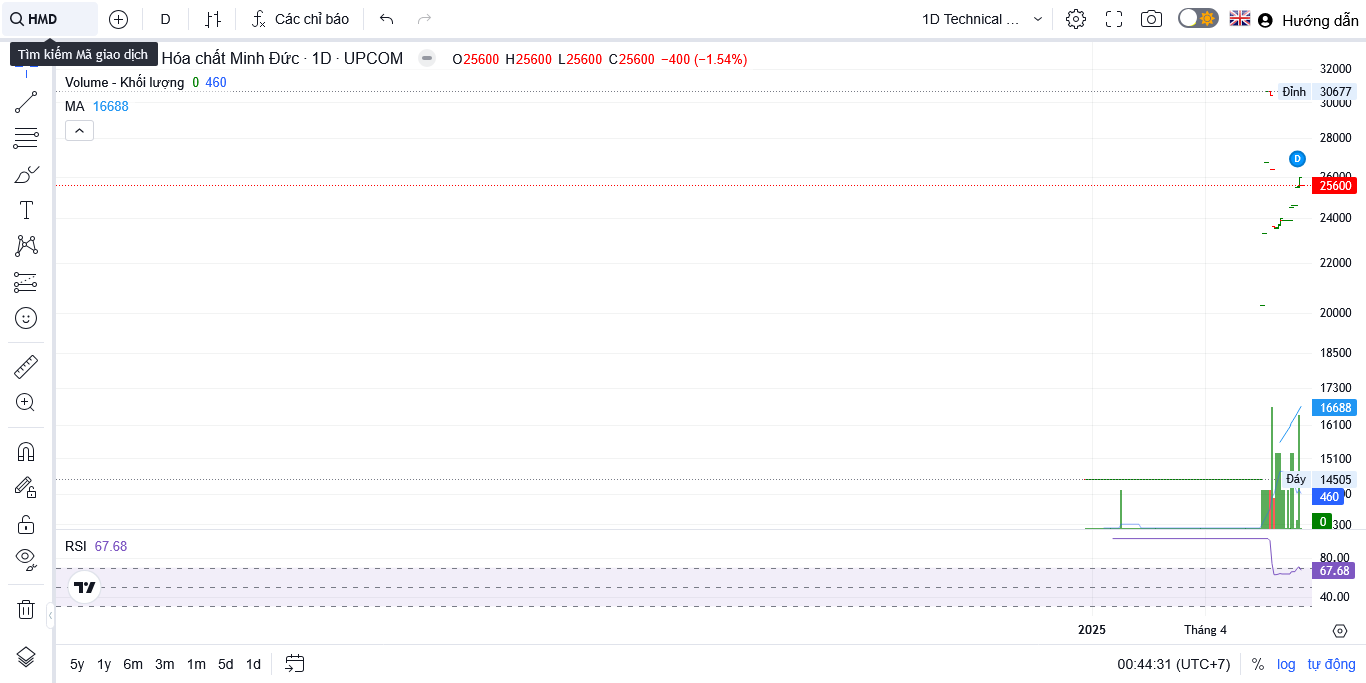 HMD
D
Các chỉ báo
1D Technical ...
Hướng dẫn
Tìm kiếm Mã giao dịch
Hóa chất Minh Đức · 1D · UPCOM
O25600 H25600 L25600 C25600 −400 (−1.54%)
Volume - Khối lượng 0 460
MA 16688
32000
Đỉnh 30677
30000
28000
D
26000
25600
24000
22000
20000
18500
17300
16688
16100
15100
Đáy 14505
460
0
300
RSI 67.68
80.00
67.68
40.00
2025
Tháng 4
5y 1y 6m 3m 1m 5d 1d
00:44:31 (UTC+7)
%
log
tự động